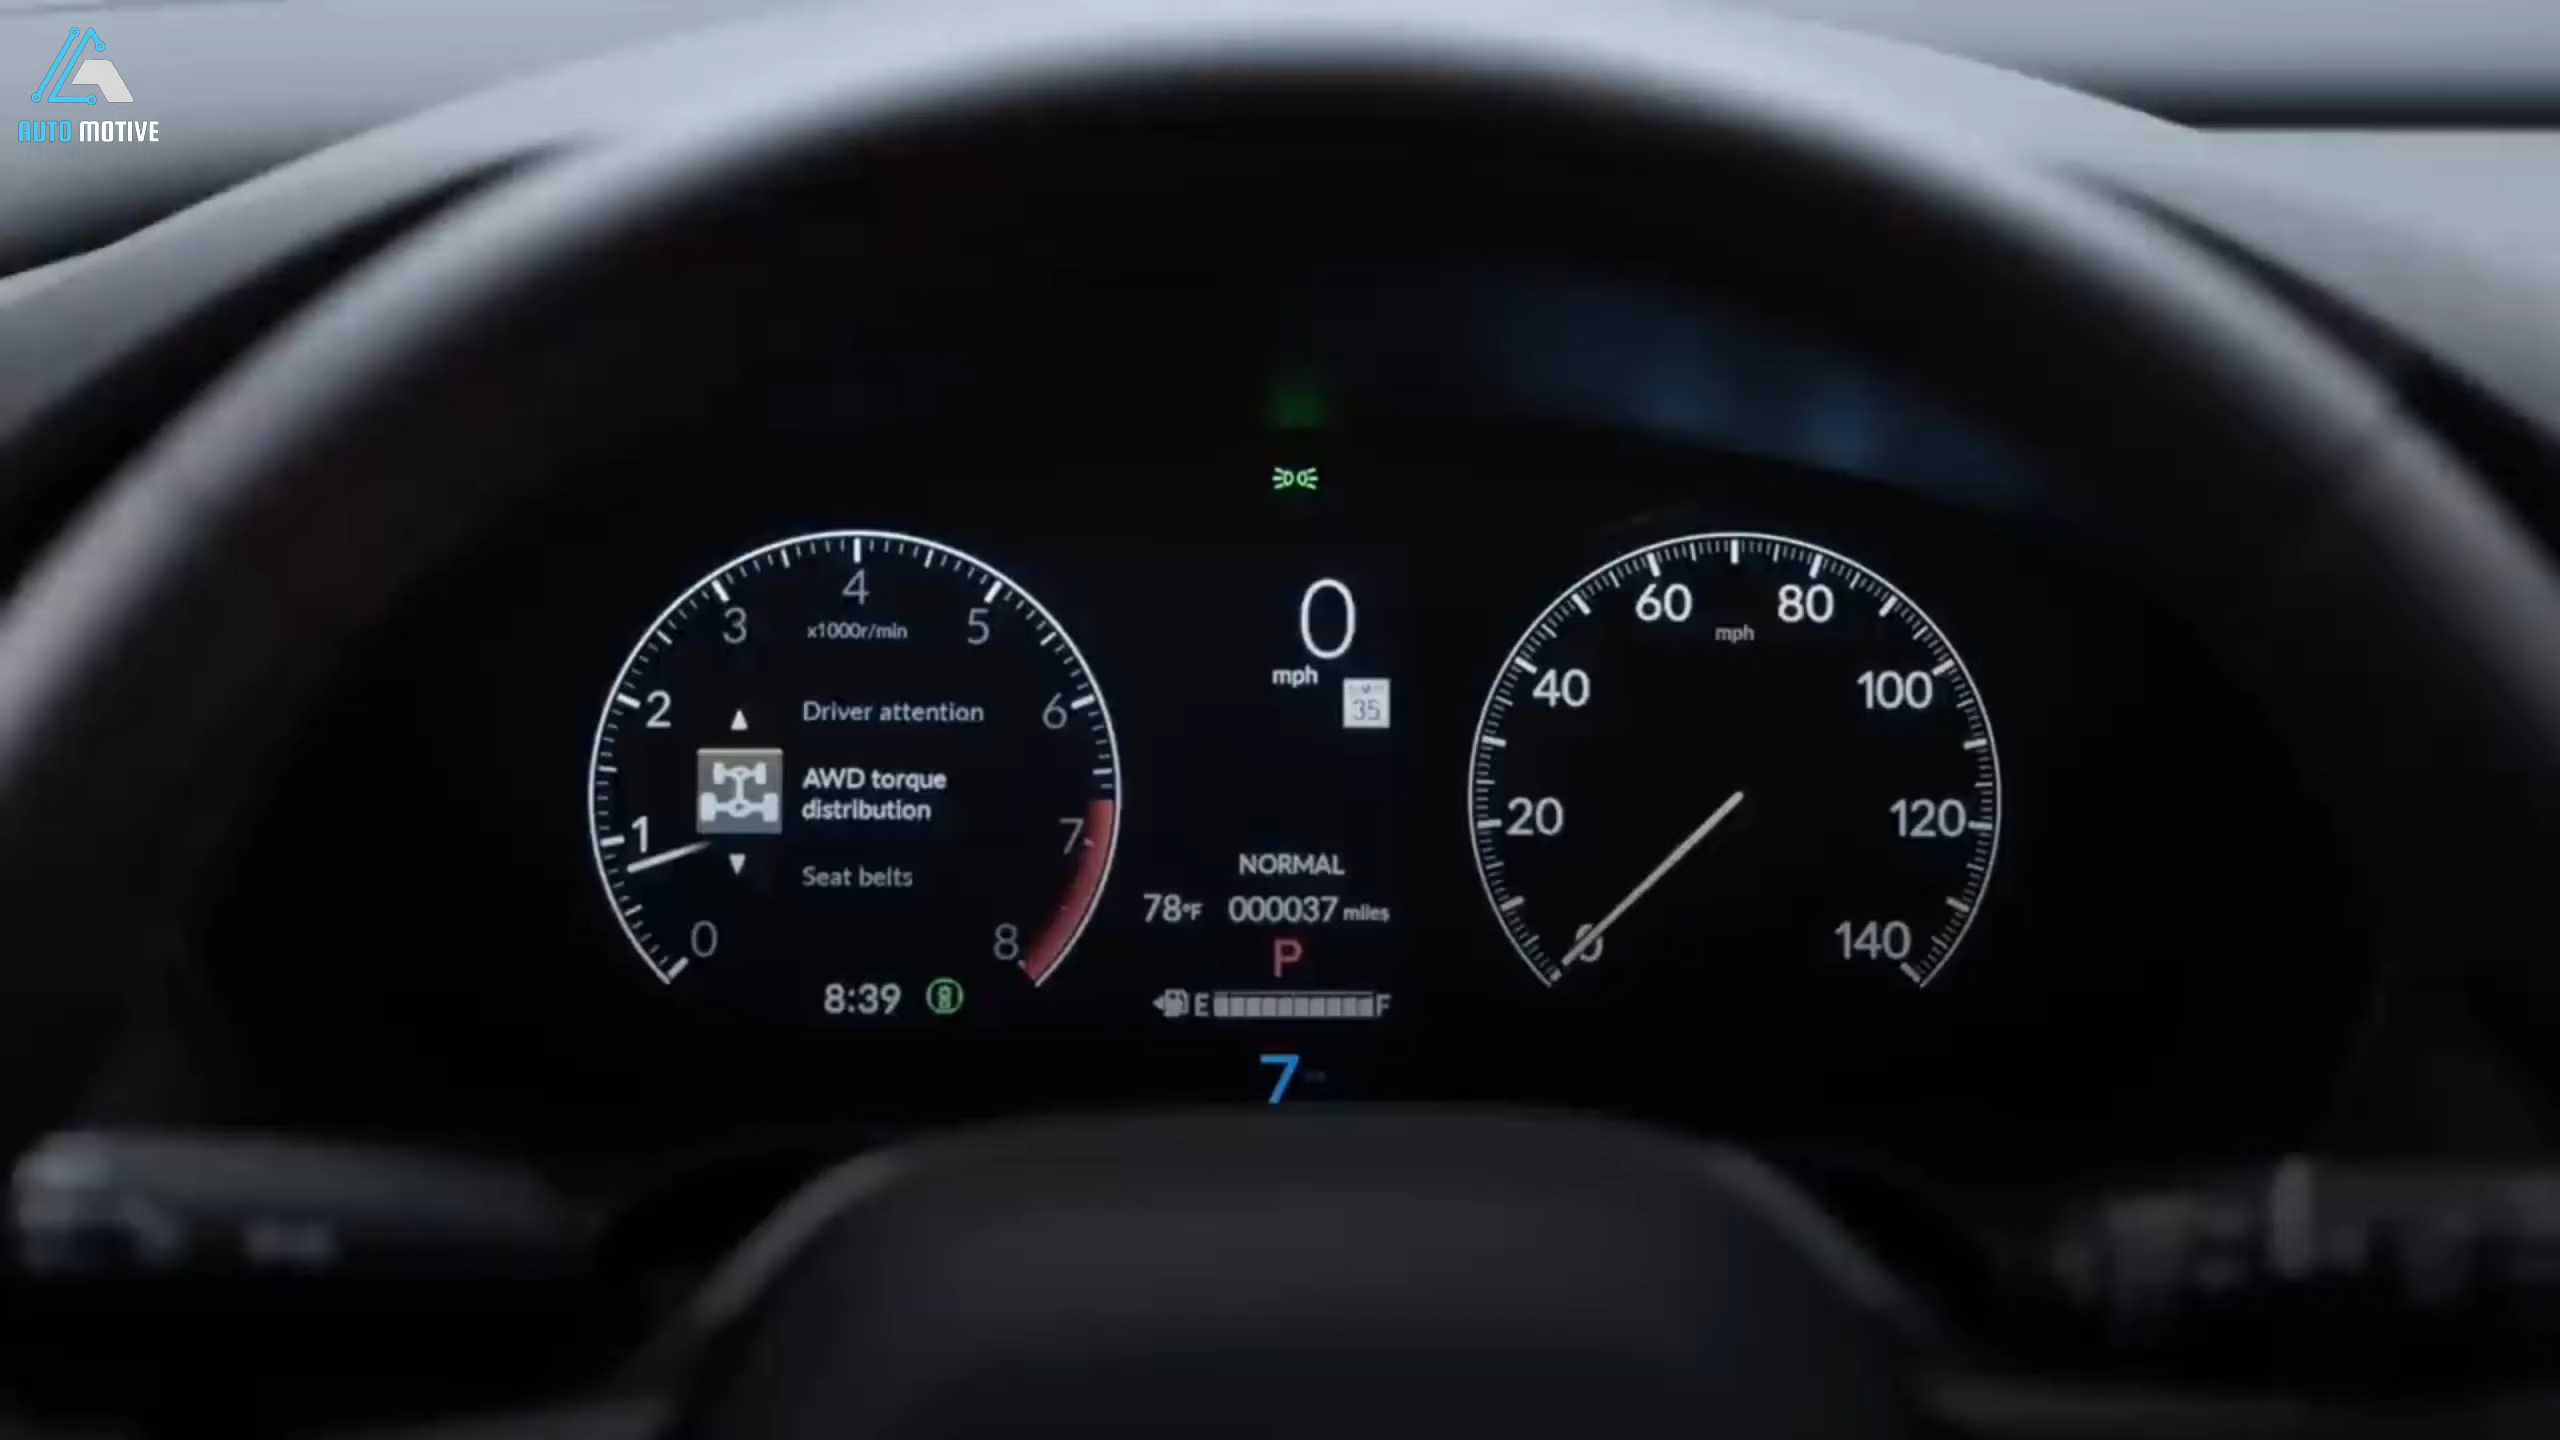 AUTO MOTIVE
4
3
5
x1000r/min
2
6
Driver attention
AWD torque
distribution
1
7
Seat belts
0
8
8:39
0
mph
35
NORMAL
78°F 000037 miles
P
E F
7
60 80
mph
40 100
20 120
0 140